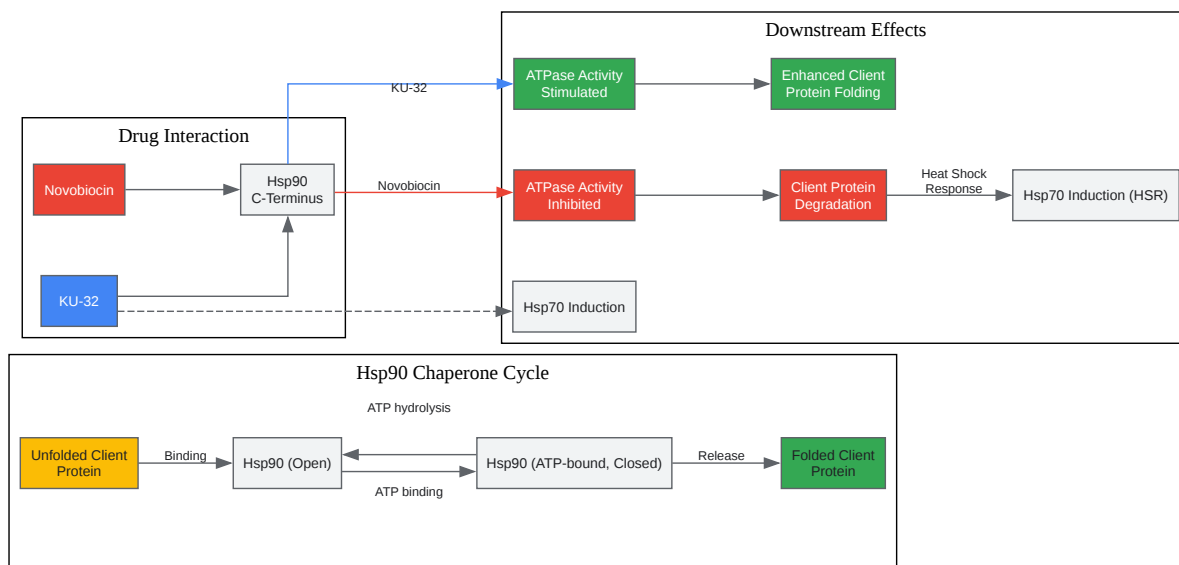 Downstream Effects
KU-32
ATPase Activity
Stimulated
Enhanced Client
Protein Folding
Drug Interaction
Novobiocin
Hsp90
C-Terminus
Novobiocin
ATPase Activity
Inhibited
Client Protein
Degradation
Heat Shock
Response
Hsp70 Induction (HSR)
KU-32
Hsp70 Induction
Hsp90 Chaperone Cycle
ATP hydrolysis
Unfolded Client
Protein
Binding
Hsp90 (Open)
Hsp90 (ATP-bound, Closed)
Release
Folded Client
Protein
ATP binding